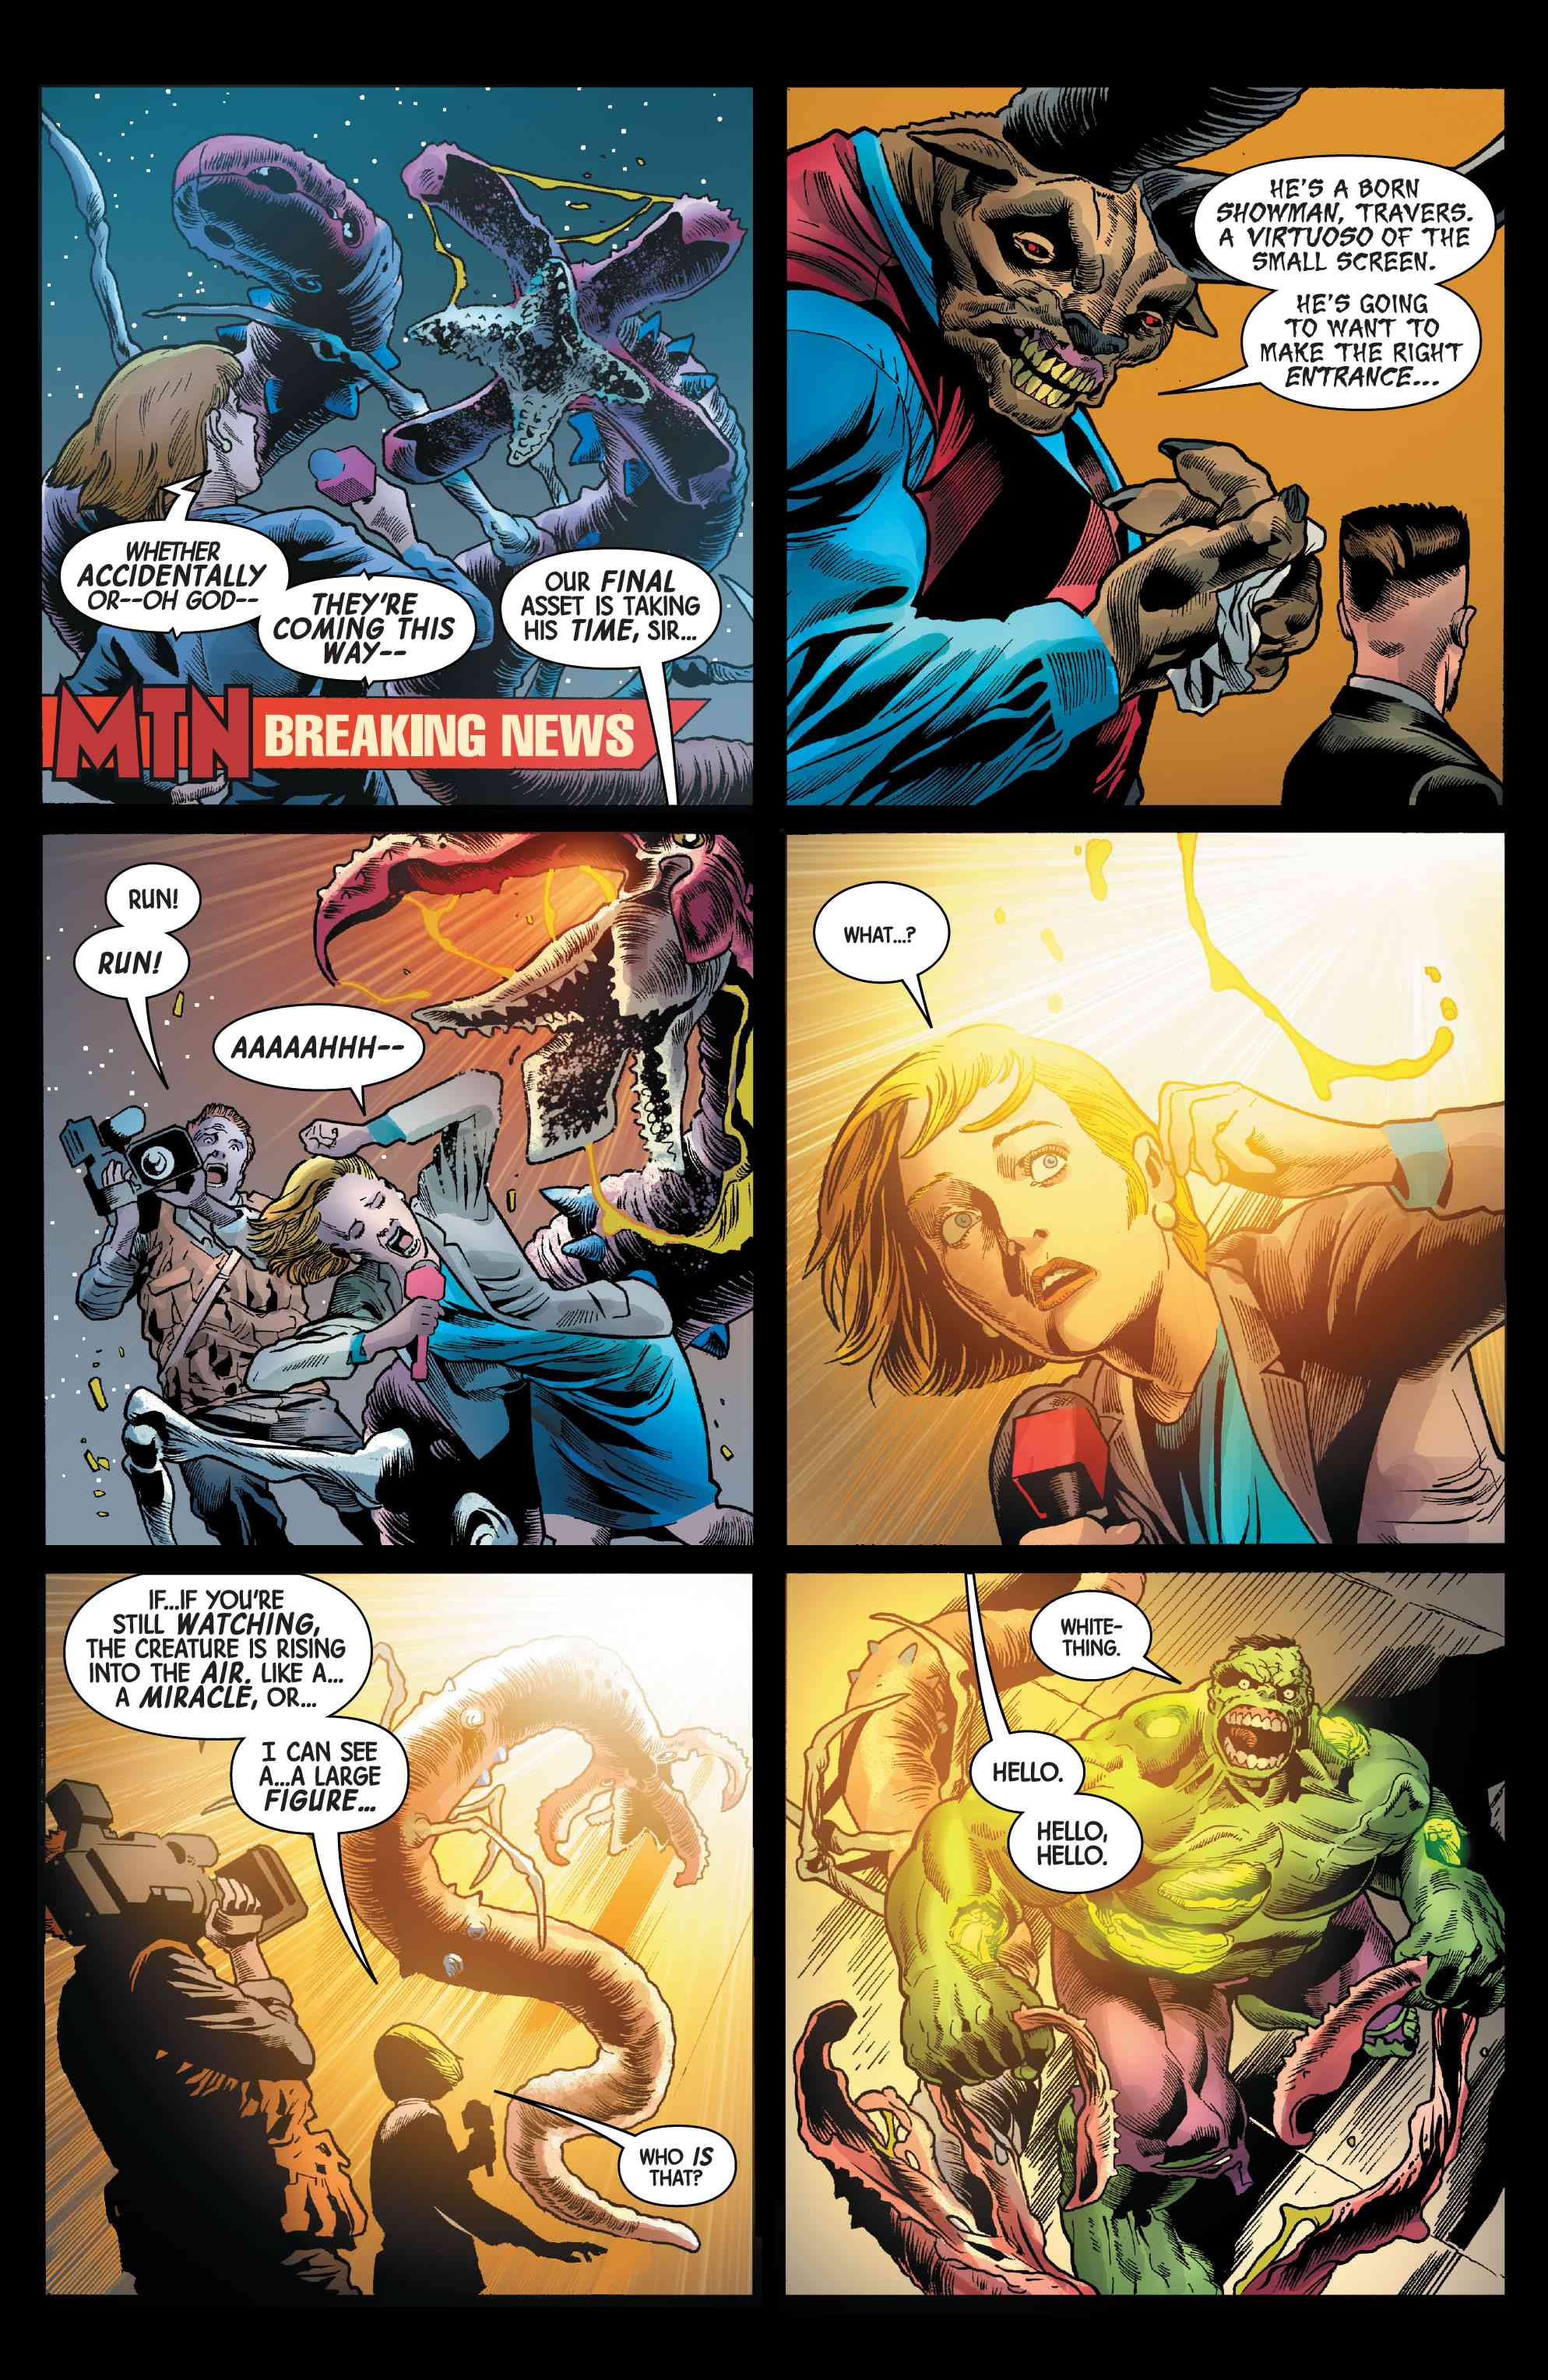 WHETHER
ACCIDENTALLY
OR--OH GOD--
THEY'RE
COMING THIS
WAY--
OUR FINAL
ASSET IS TAKING
HIS TIME, SIR...
MTN BREAKING NEWS
HE'S A BORN
SHOWMAN, TRAVERS.
A VIRTUOSO OF THE
SMALL SCREEN.
HE'S GOING
TO WANT TO
MAKE THE RIGHT
ENTRANCE...
RUN!
RUN!
AAAAAHHH--
WHAT...?
IF...IF YOU'RE
STILL WATCHING,
THE CREATURE IS RISING
INTO THE AIR. LIKE A...
A MIRACLE, OR...
I CAN SEE
A...A LARGE
FIGURE...
WHO IS
THAT?
WHITE-
THING.
HELLO.
HELLO,
HELLO.